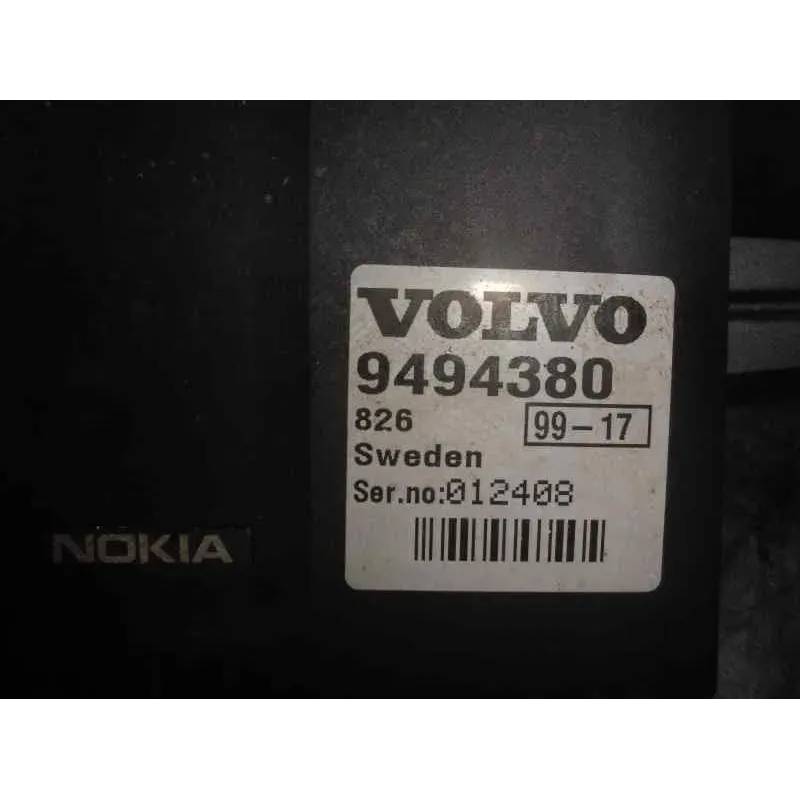 VOLVO
9494380
826 99-17
Sweden
Ser.no:012408
NOKIA